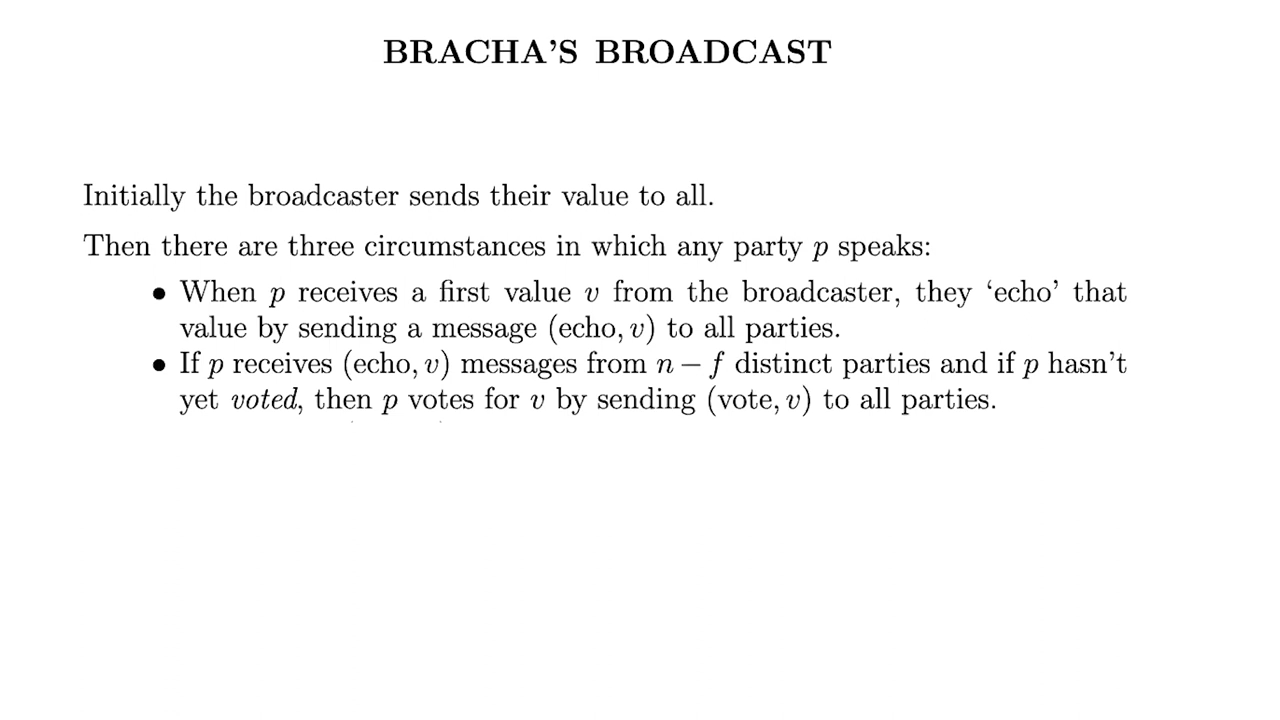 BRACHA'S BROADCAST
Initially the broadcaster sends their value to all.
Then there are three circumstances in which any party p speaks:
• When p receives a first value v from the broadcaster, they ‘echo’ that
value by sending a message (echo, v) to all parties.
• If p receives (echo, v) messages from n − f distinct parties and if p hasn't
yet voted, then p votes for v by sending (vote, v) to all parties.